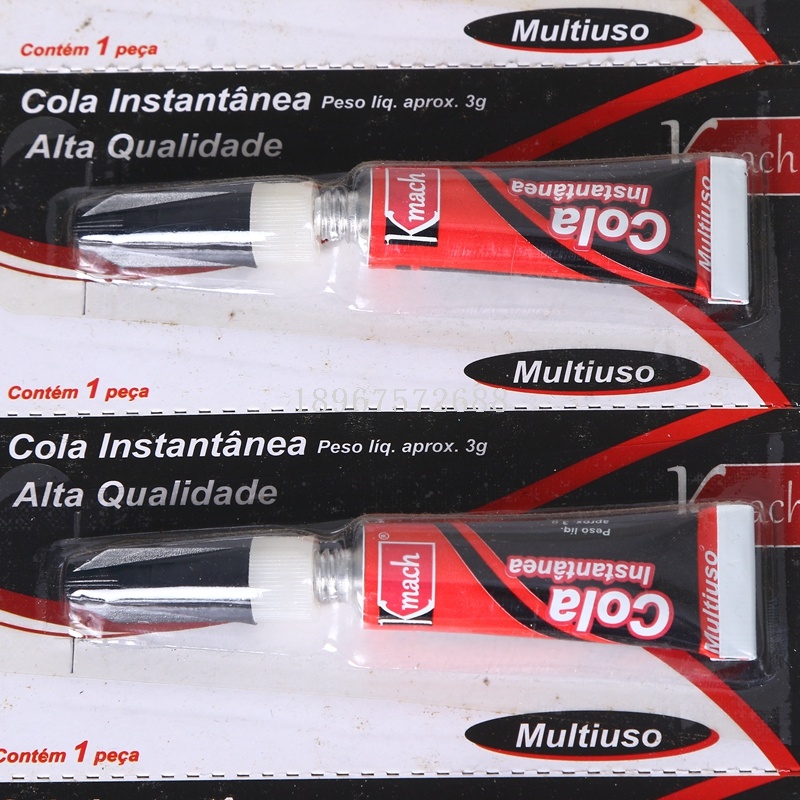 Contém 1 peça
Multiuso
Cola Instantânea Peso líq. aprox. 3g
Alta Qualidade
Kmach
Kmach
Cola
Instantânea
Multiuso
Contém 1 peça
Multiuso
18967572688
Cola Instantânea Peso líq. aprox. 3g
Alta Qualidade
Kmach
Kmach
®
Peso líq.
aprox. 3 g
Cola
Instantânea
Multiuso
Contém 1 peça
Multiuso